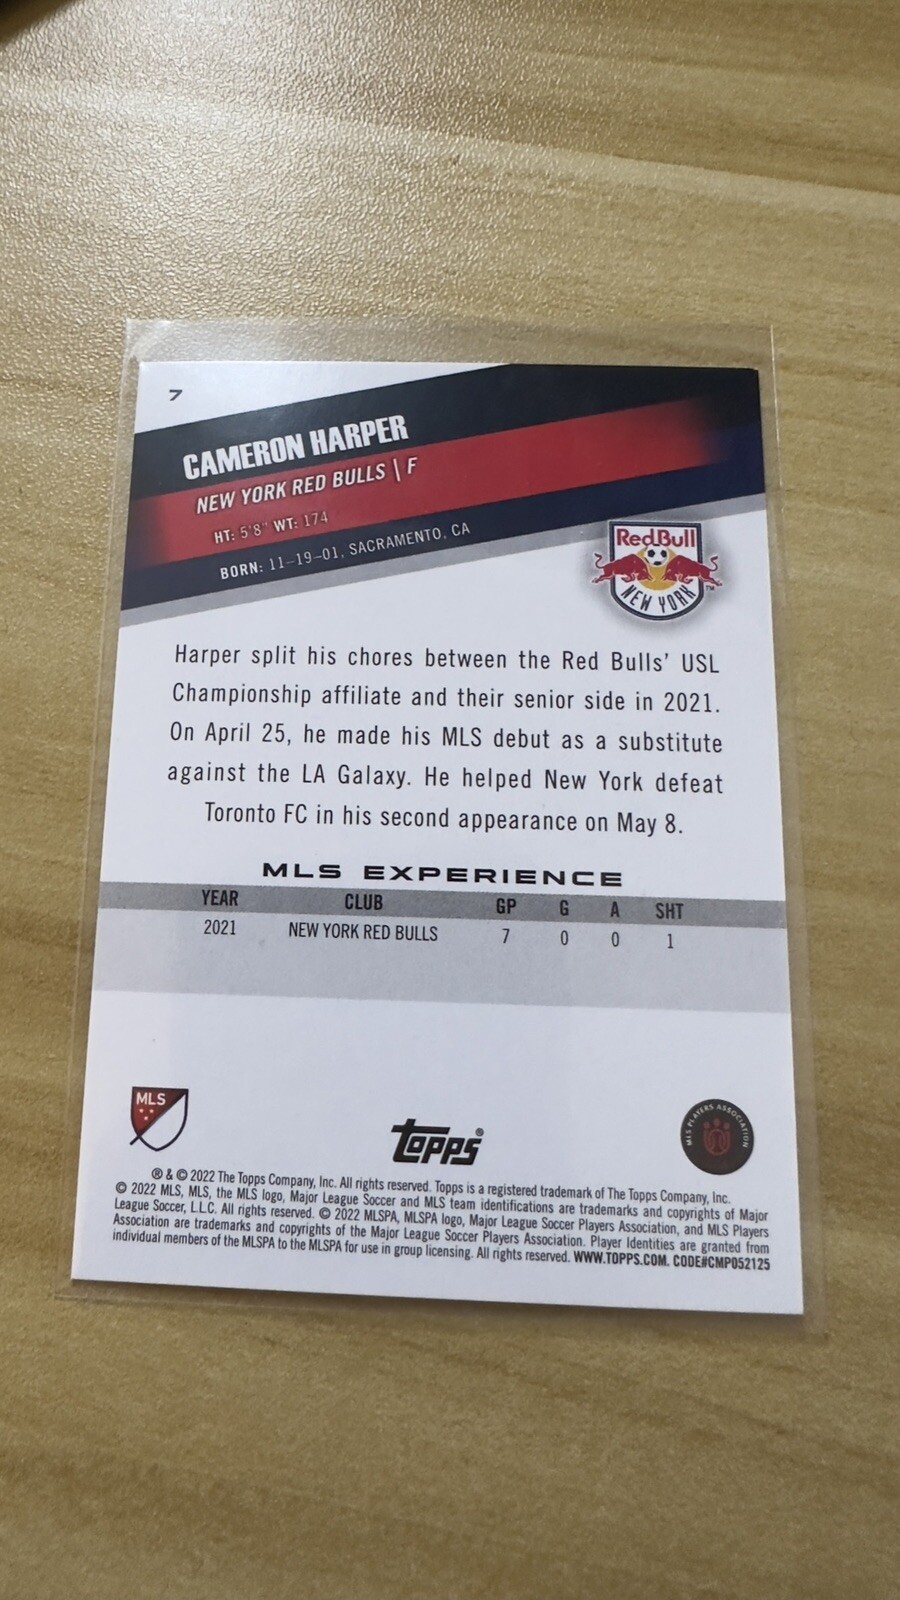 7
CAMERON HARPER
NEW YORK RED BULLS \ F
HT: 5'8" WT: 174
BORN: 11-19-01, SACRAMENTO, CA
RedBull
NEW YORK
TM
Harper split his chores between the Red Bulls' USL
Championship affiliate and their senior side in 2021.
On April 25, he made his MLS debut as a substitute
against the LA Galaxy. He helped New York defeat
Toronto FC in his second appearance on May 8.
MLS EXPERIENCE
YEAR CLUB GP G A SHT
2021 NEW YORK RED BULLS 7 0 0 1
MLS
topps®
MLS PLAYERS ASSOCIATION
® & © 2022 The Topps Company, Inc. All rights reserved. Topps is a registered trademark of The Topps Company, Inc.
© 2022 MLS, MLS, the MLS logo, Major League Soccer and MLS team identifications are trademarks and copyrights of Major
League Soccer, L.L.C. All rights reserved. © 2022 MLSPA, MLSPA logo, Major League Soccer Players Association, and MLS Players
Association are trademarks and copyrights of the Major League Soccer Players Association. Player Identities are granted from
individual members of the MLSPA to the MLSPA for use in group licensing. All rights reserved. WWW.TOPPS.COM. CODE#CMP052125